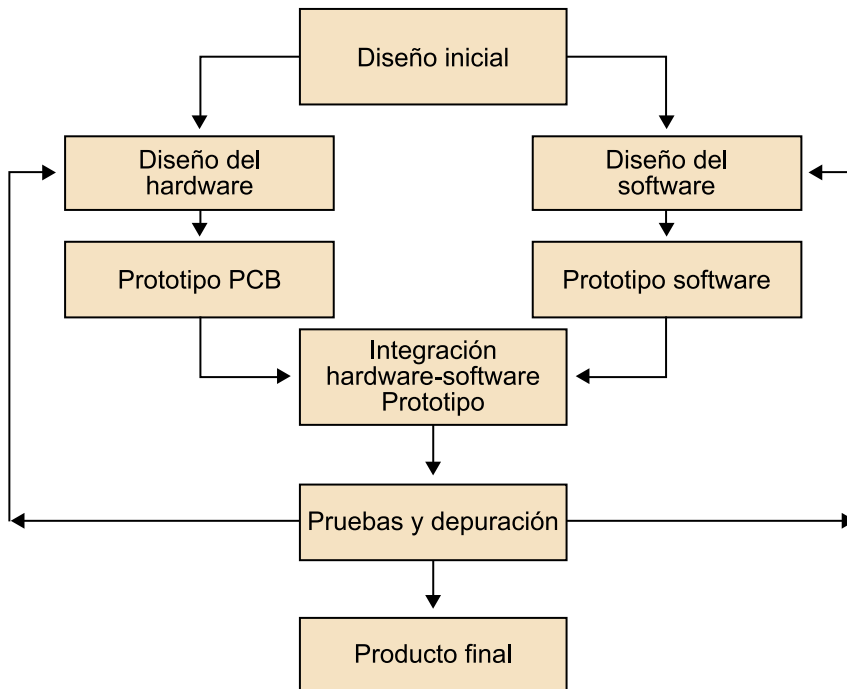 Diseño inicial
Diseño del
hardware
Diseño del
software
Prototipo PCB
Prototipo software
Integración
hardware-software
Prototipo
Pruebas y depuración
Producto final